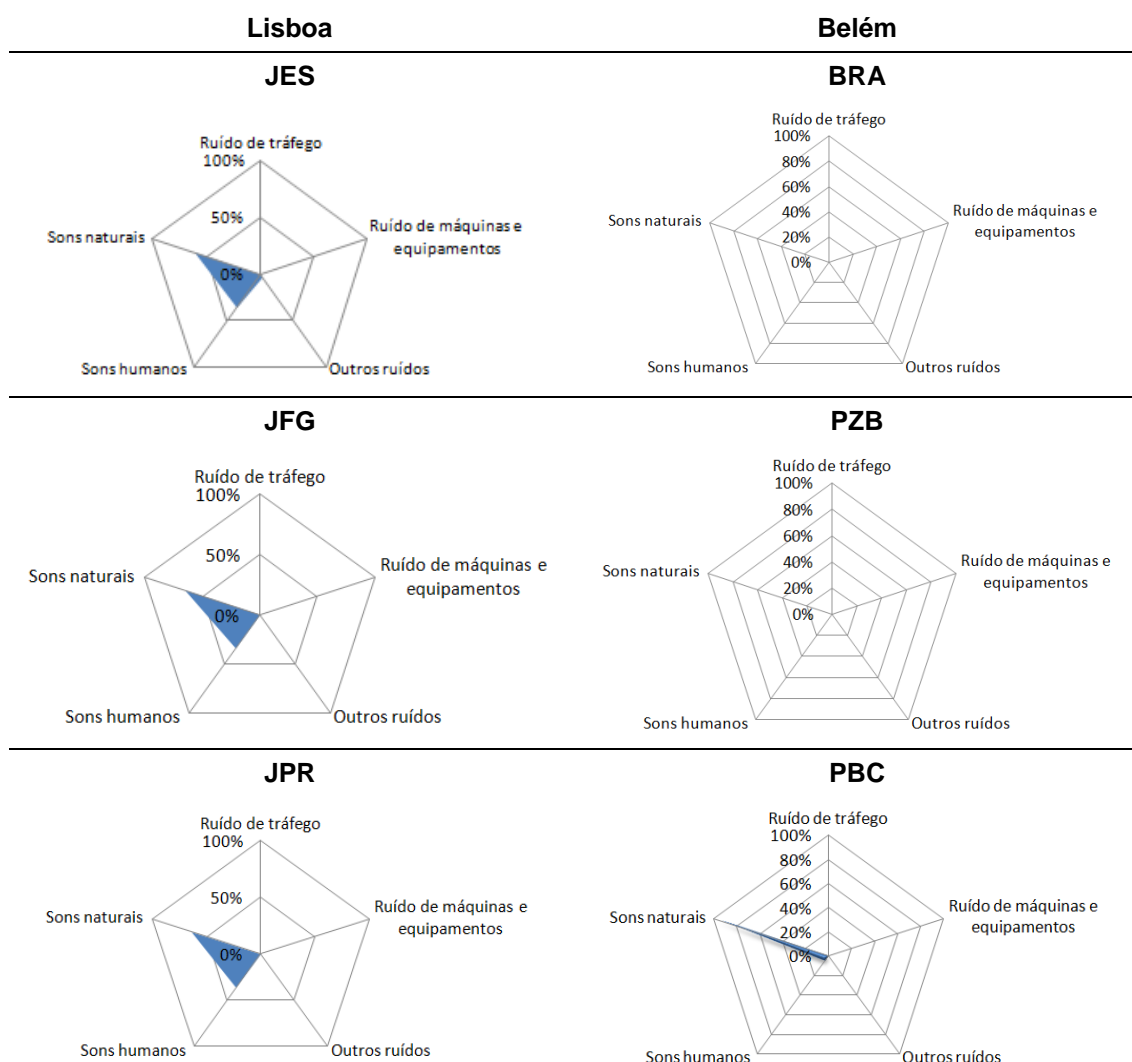 Lisboa
Belém
JES
BRA
Ruído de tráfego
100%
50%
0%
Sons naturais
Ruído de máquinas e
equipamentos
Sons humanos
Outros ruídos
Ruído de tráfego
100%
80%
60%
40%
20%
0%
Sons naturais
Ruído de máquinas e
equipamentos
Sons humanos
Outros ruídos
JFG
PZB
Ruído de tráfego
100%
50%
0%
Sons naturais
Ruído de máquinas e
equipamentos
Sons humanos
Outros ruídos
Ruído de tráfego
100%
80%
60%
40%
20%
0%
Sons naturais
Ruído de máquinas e
equipamentos
Sons humanos
Outros ruídos
JPR
PBC
Ruído de tráfego
100%
50%
0%
Sons naturais
Ruído de máquinas e
equipamentos
Sons humanos
Outros ruídos
Ruído de tráfego
100%
80%
60%
40%
20%
0%
Sons naturais
Ruído de máquinas e
equipamentos
Sons humanos
Outros ruídos